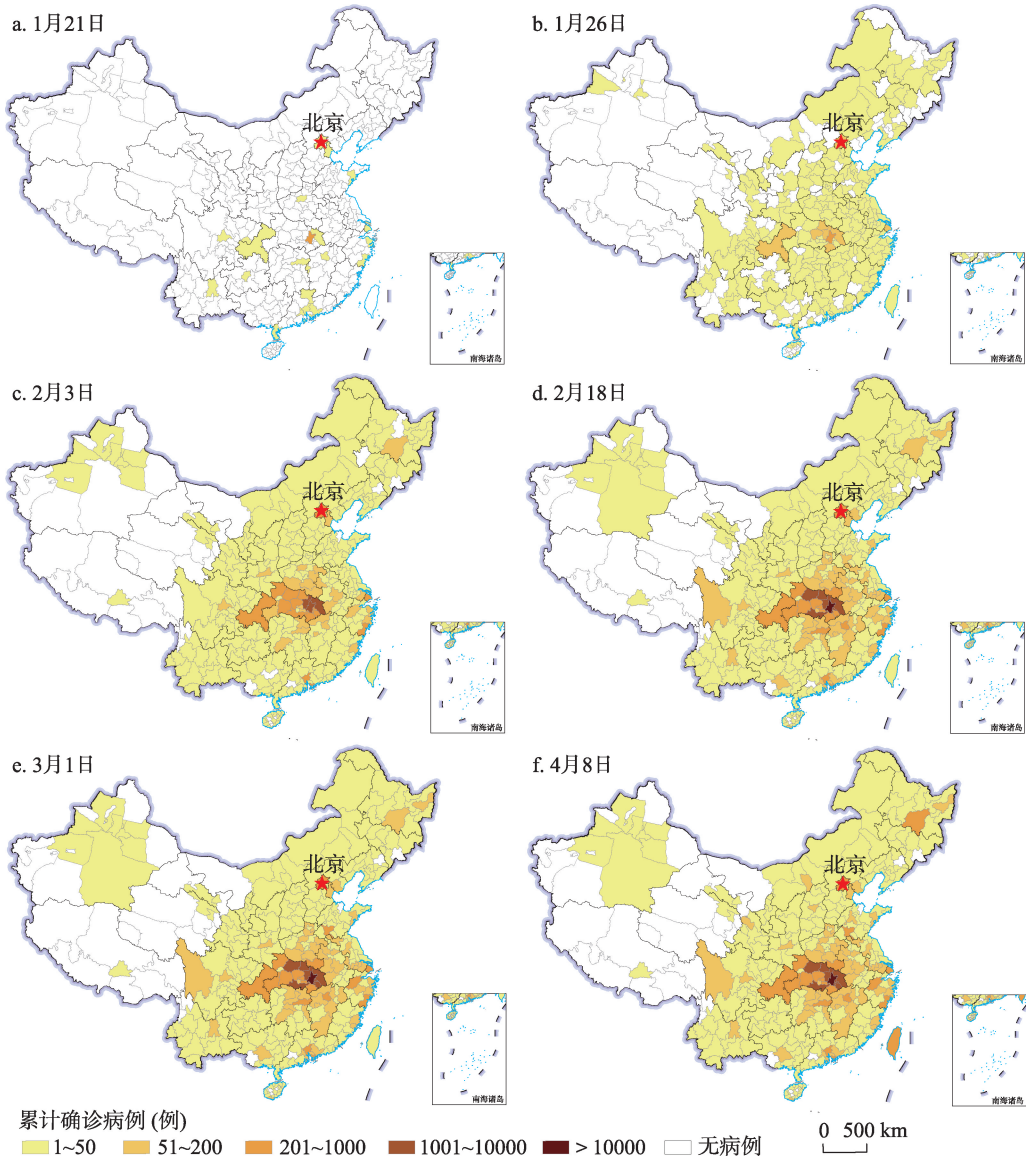 a. 1月21日
北京
南海诸岛
b. 1月26日
北京
南海诸岛
c. 2月3日
北京
南海诸岛
d. 2月18日
北京
南海诸岛
e. 3月1日
北京
南海诸岛
f. 4月8日
北京
南海诸岛
累计确诊病例 (例)
1~50 51~200 201~1000 1001~10000 > 10000 无病例
0 500 km